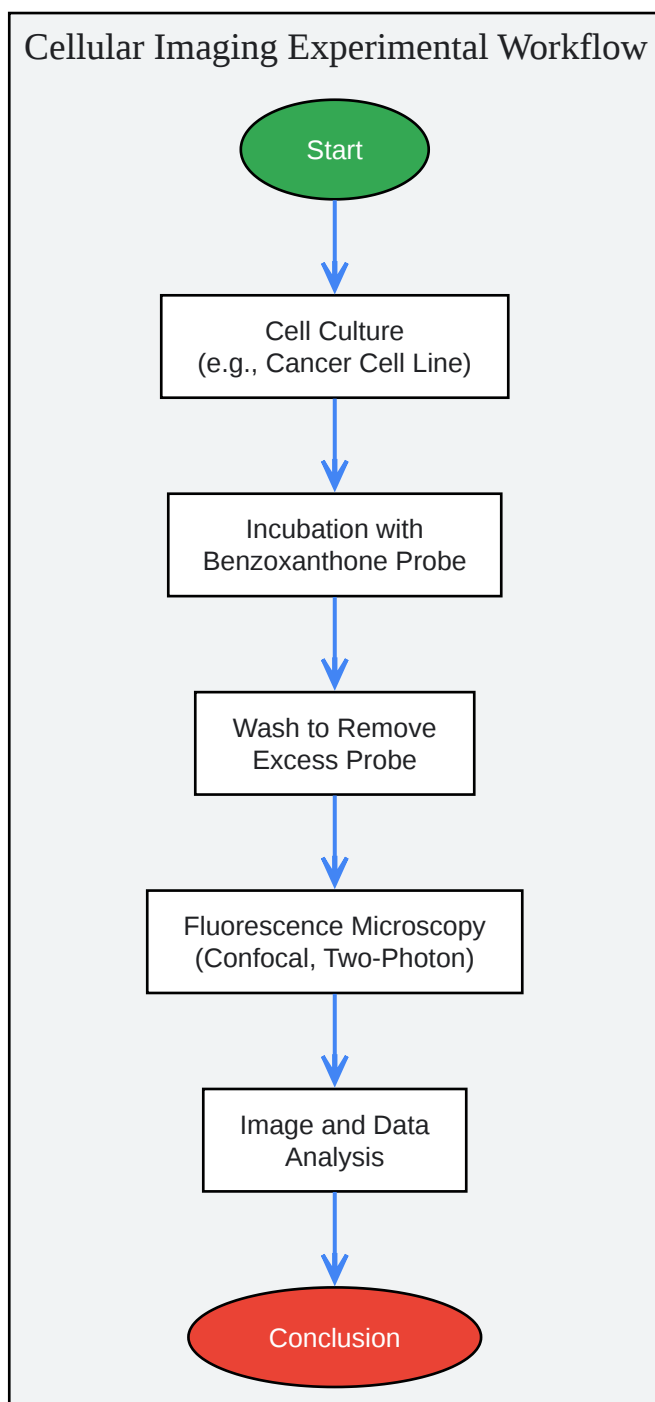 Cellular Imaging Experimental Workflow
Start
Cell Culture
(e.g., Cancer Cell Line)
Incubation with
Benzoxanthone Probe
Wash to Remove
Excess Probe
Fluorescence Microscopy
(Confocal, Two-Photon)
Image and Data
Analysis
Conclusion